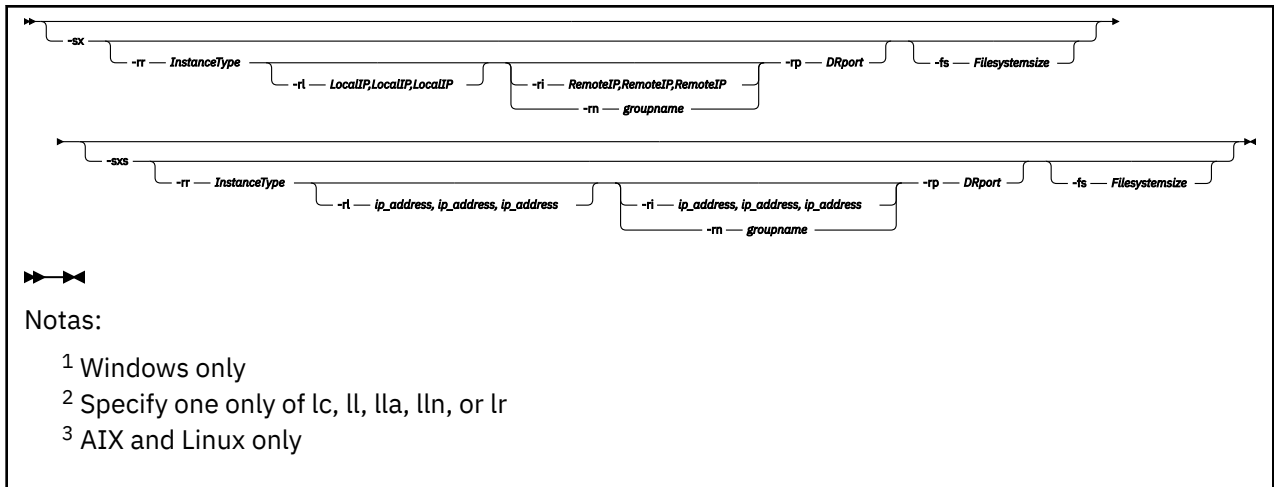 -sx
-rr — InstanceType -rp — DRport -fs — Filesystemsize
-rl — LocalIP,LocalIP,LocalIP -ri — RemoteIP,RemoteIP,RemoteIP
-rn — groupname
-sxs
-rr — InstanceType -rp — DRport -fs — Filesystemsize
-rl — ip_address, ip_address, ip_address -ri — ip_address, ip_address, ip_address
-rn — groupname
Notas:
1 Windows only
2 Specify one only of lc, ll, lla, lln, or lr
3 AIX and Linux only